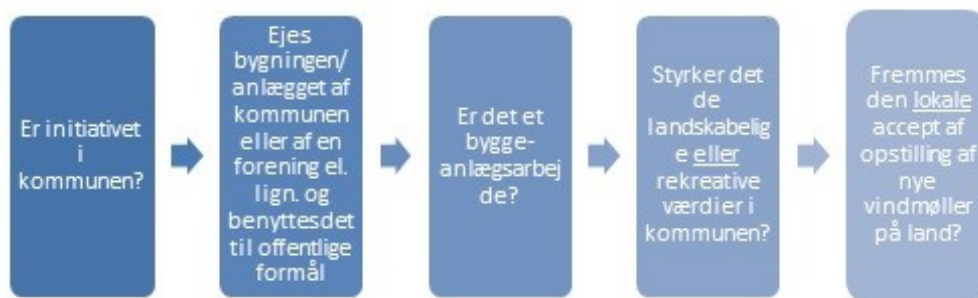 Er initiativet
i
kommunen?
Ejes
bygningen/
anlægget af
kommunen
eller af en
forening el.
lign. og
benyttesdet
til offentlige
formål
Er det et
bygge-
anlægsarbej
de?
Styrker det
de
landskabelig
e eller
rekreative
værdier i
kommunen?
Fremmes
den lokale
accept af
opstilling af
nye
vindmøller
på land?